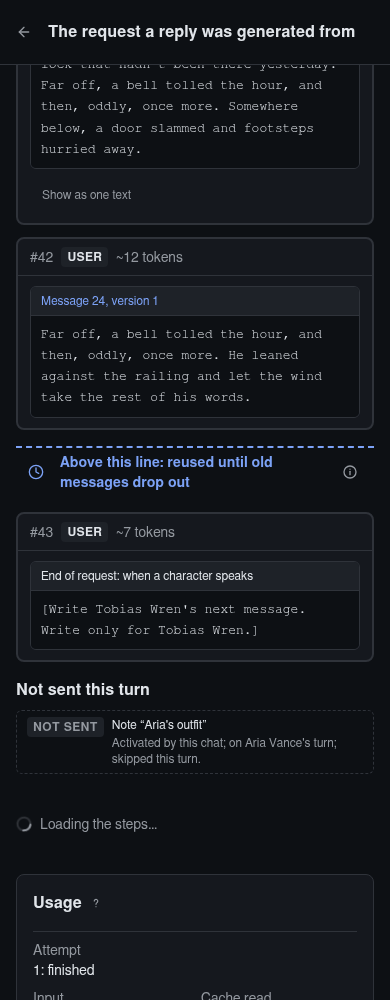 The request a reply was generated from
lock that hadn't been there yesterday.
Far off, a bell tolled the hour, and
then, oddly, once more. Somewhere
below, a door slammed and footsteps
hurried away.
Show as one text
#42 USER ~12 tokens
Message 24, version 1
Far off, a bell tolled the hour, and
then, oddly, once more. He leaned
against the railing and let the wind
take the rest of his words.
Above this line: reused until old
messages drop out
#43 USER ~7 tokens
End of request: when a character speaks
[Write Tobias Wren's next message.
Write only for Tobias Wren.]
Not sent this turn
NOT SENT Note “Aria's outfit”
Activated by this chat; on Aria Vance's turn;
skipped this turn.
Loading the steps...
Usage ?
Attempt
1: finished
Input Cache read